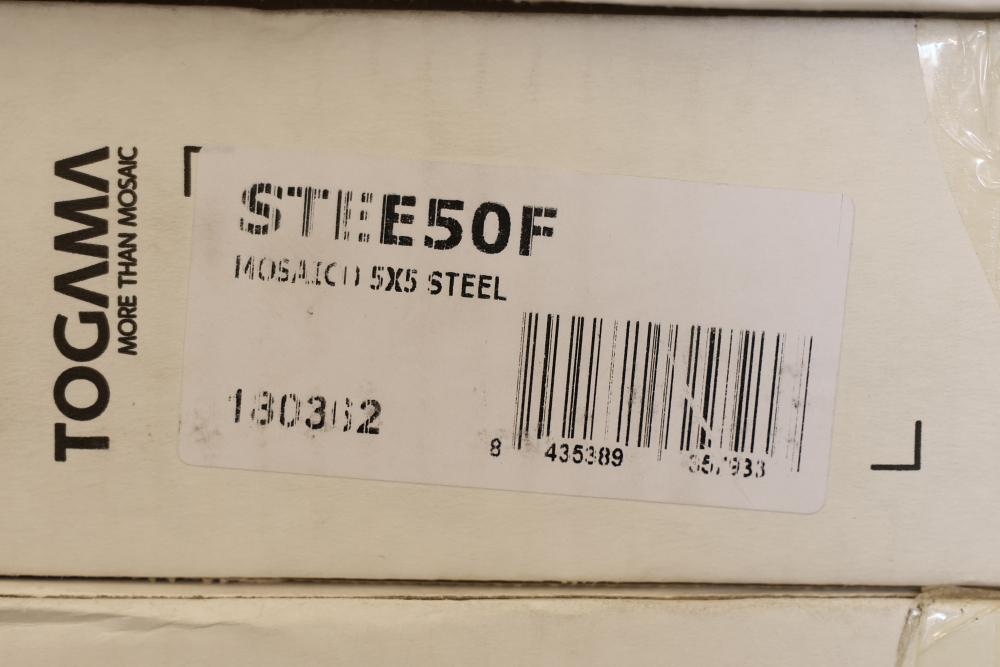 TOGAMA
MORE THAN MOSAIC
STEE50F
MOSAICO 5X5 STEEL
8 435389